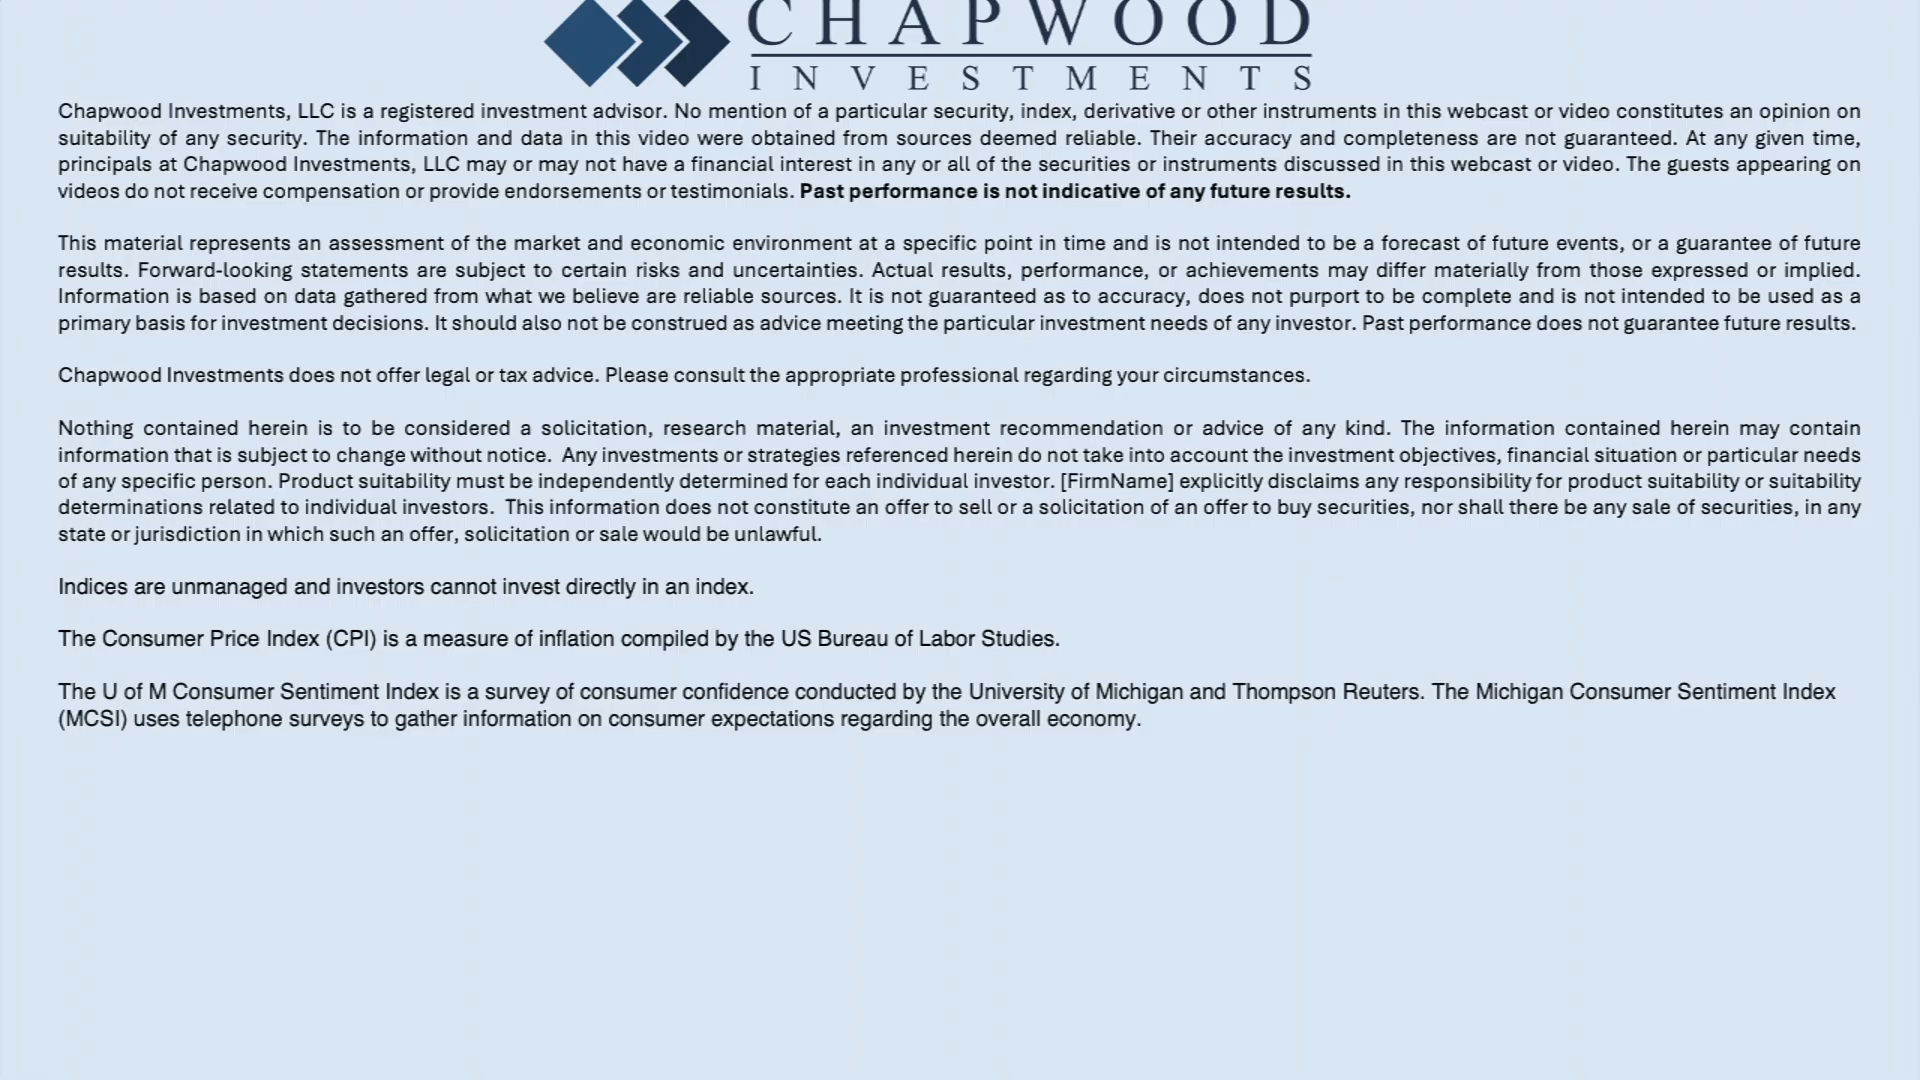 CHAPWOOD
INVESTMENTS
Chapwood Investments, LLC is a registered investment advisor. No mention of a particular security, index, derivative or other instruments in this webcast or video constitutes an opinion on
suitability of any security. The information and data in this video were obtained from sources deemed reliable. Their accuracy and completeness are not guaranteed. At any given time,
principals at Chapwood Investments, LLC may or may not have a financial interest in any or all of the securities or instruments discussed in this webcast or video. The guests appearing on
videos do not receive compensation or provide endorsements or testimonials. Past performance is not indicative of any future results.
This material represents an assessment of the market and economic environment at a specific point in time and is not intended to be a forecast of future events, or a guarantee of future
results. Forward-looking statements are subject to certain risks and uncertainties. Actual results, performance, or achievements may differ materially from those expressed or implied.
Information is based on data gathered from what we believe are reliable sources. It is not guaranteed as to accuracy, does not purport to be complete and is not intended to be used as a
primary basis for investment decisions. It should also not be construed as advice meeting the particular investment needs of any investor. Past performance does not guarantee future results.
Chapwood Investments does not offer legal or tax advice. Please consult the appropriate professional regarding your circumstances.
Nothing contained herein is to be considered a solicitation, research material, an investment recommendation or advice of any kind. The information contained herein may contain
information that is subject to change without notice. Any investments or strategies referenced herein do not take into account the investment objectives, financial situation or particular needs
of any specific person. Product suitability must be independently determined for each individual investor. [FirmName] explicitly disclaims any responsibility for product suitability or suitability
determinations related to individual investors. This information does not constitute an offer to sell or a solicitation of an offer to buy securities, nor shall there be any sale of securities, in any
state or jurisdiction in which such an offer, solicitation or sale would be unlawful.
Indices are unmanaged and investors cannot invest directly in an index.
The Consumer Price Index (CPI) is a measure of inflation compiled by the US Bureau of Labor Studies.
The U of M Consumer Sentiment Index is a survey of consumer confidence conducted by the University of Michigan and Thompson Reuters. The Michigan Consumer Sentiment Index
(MCSI) uses telephone surveys to gather information on consumer expectations regarding the overall economy.